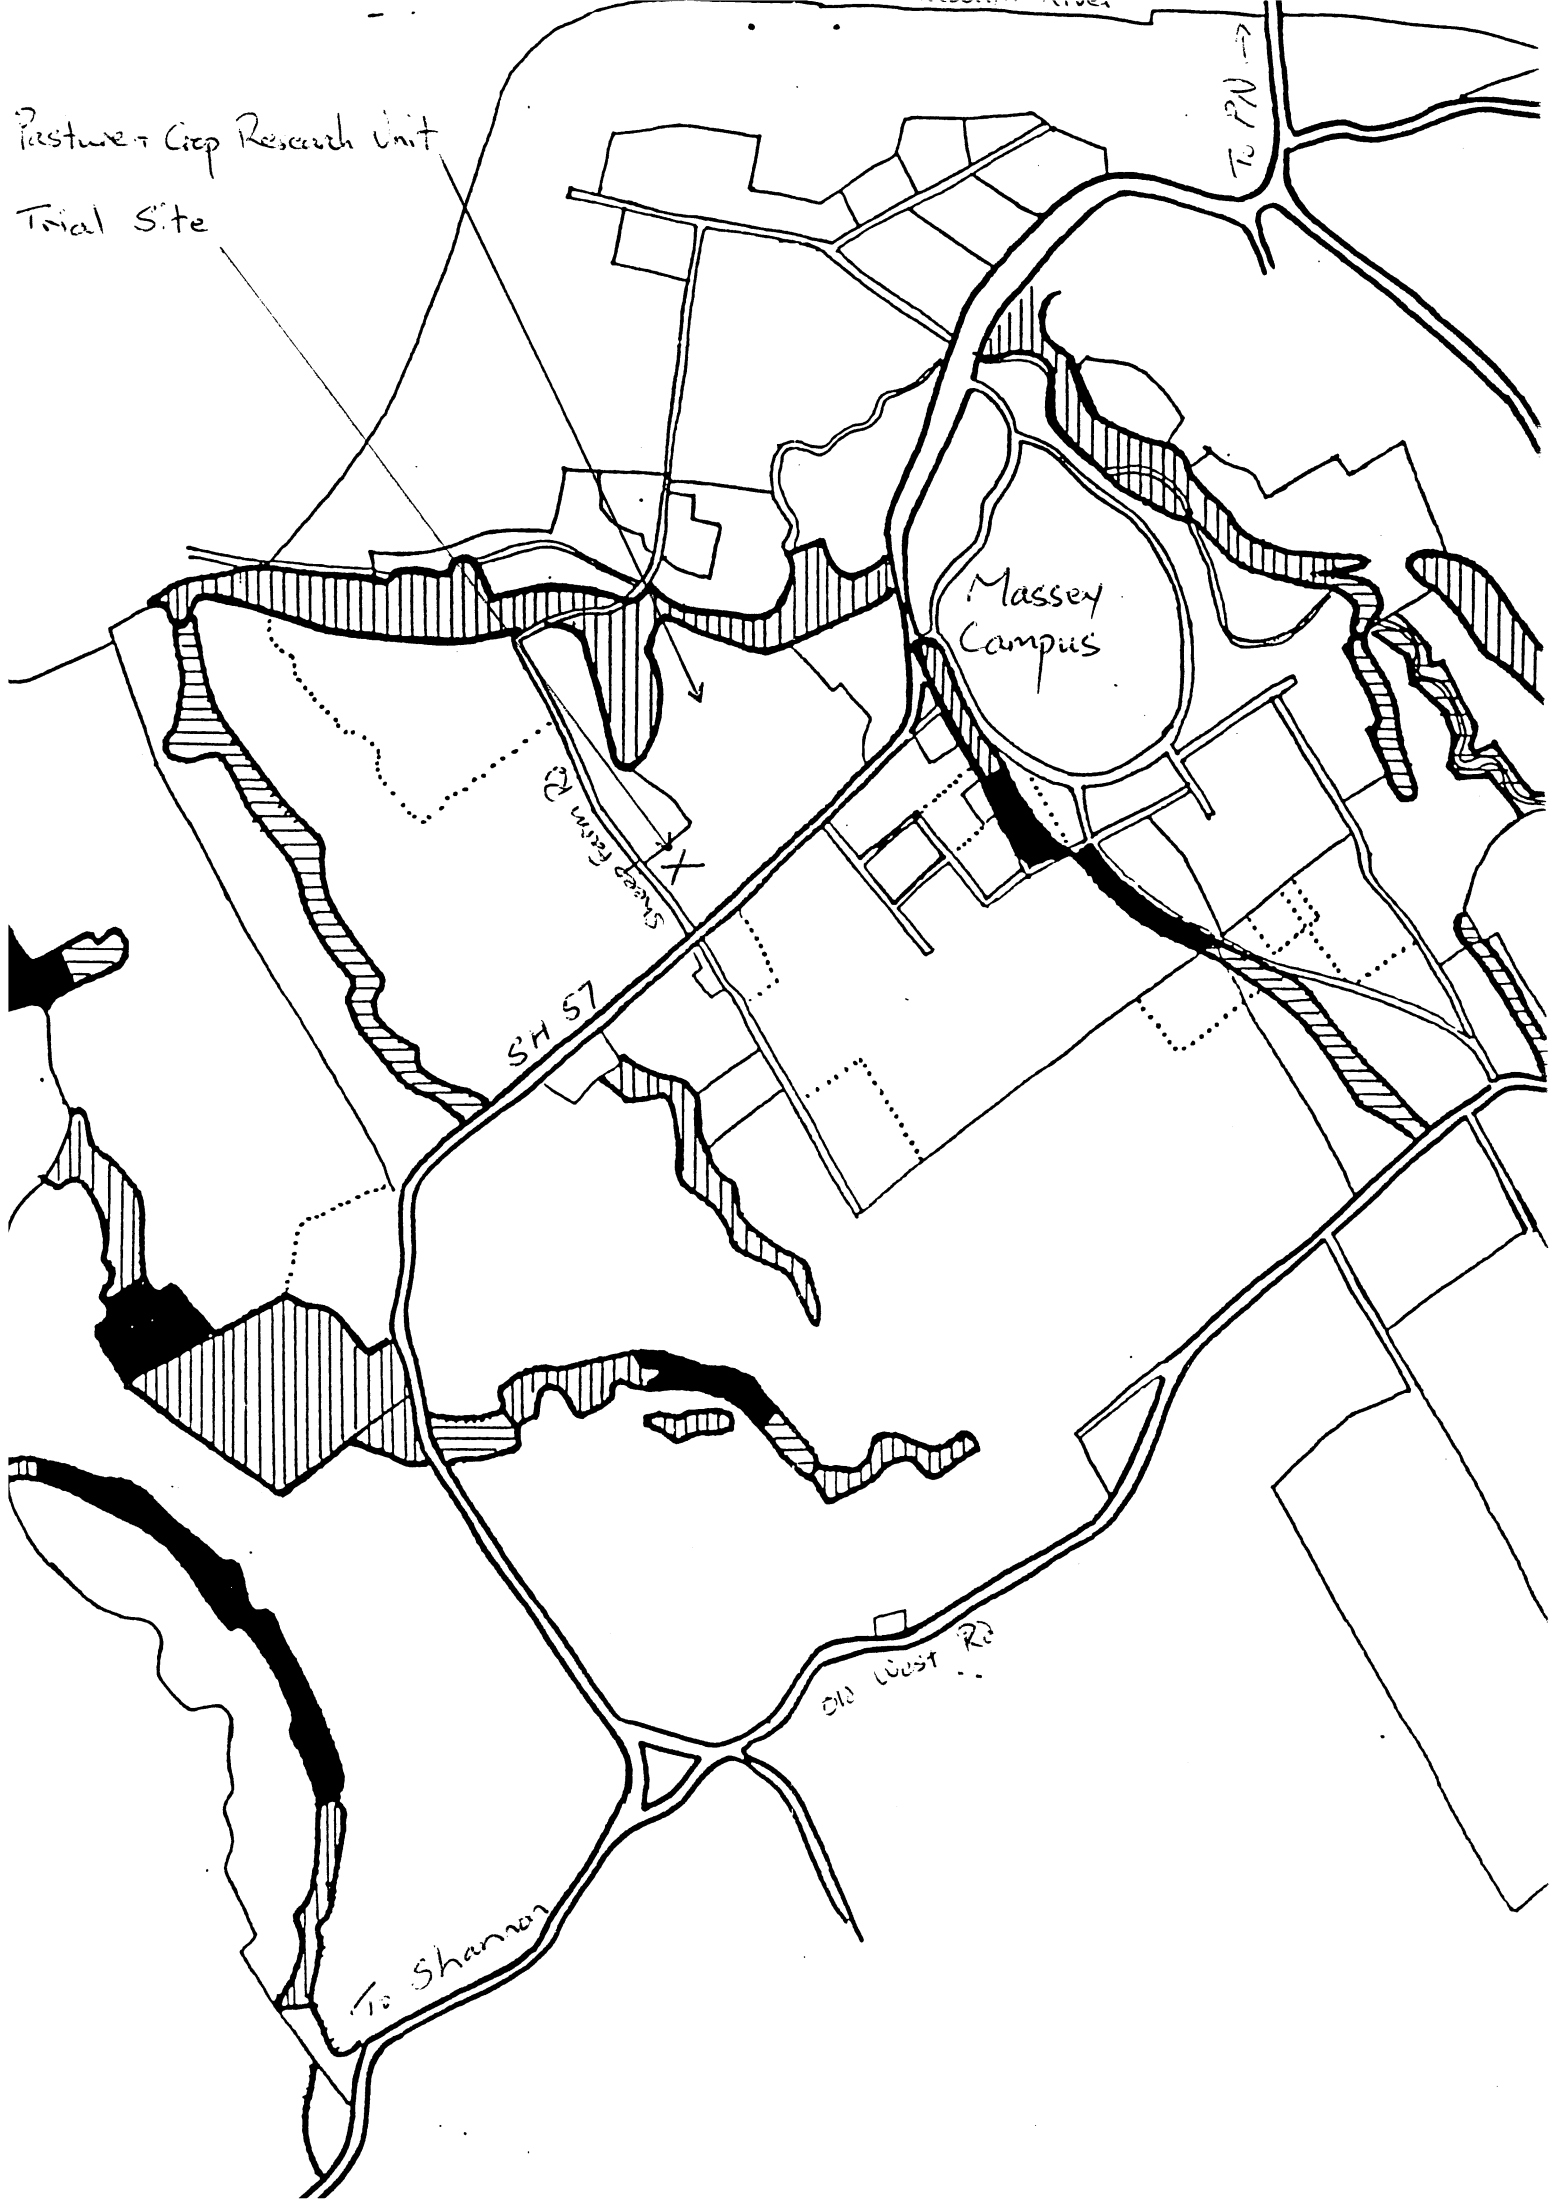 River
To PN →
Pasture + Crop Research Unit
Trial Site
Massey
Campus
Sheep Farm Rd
SH 57
Old West Rd
To Shannon
X